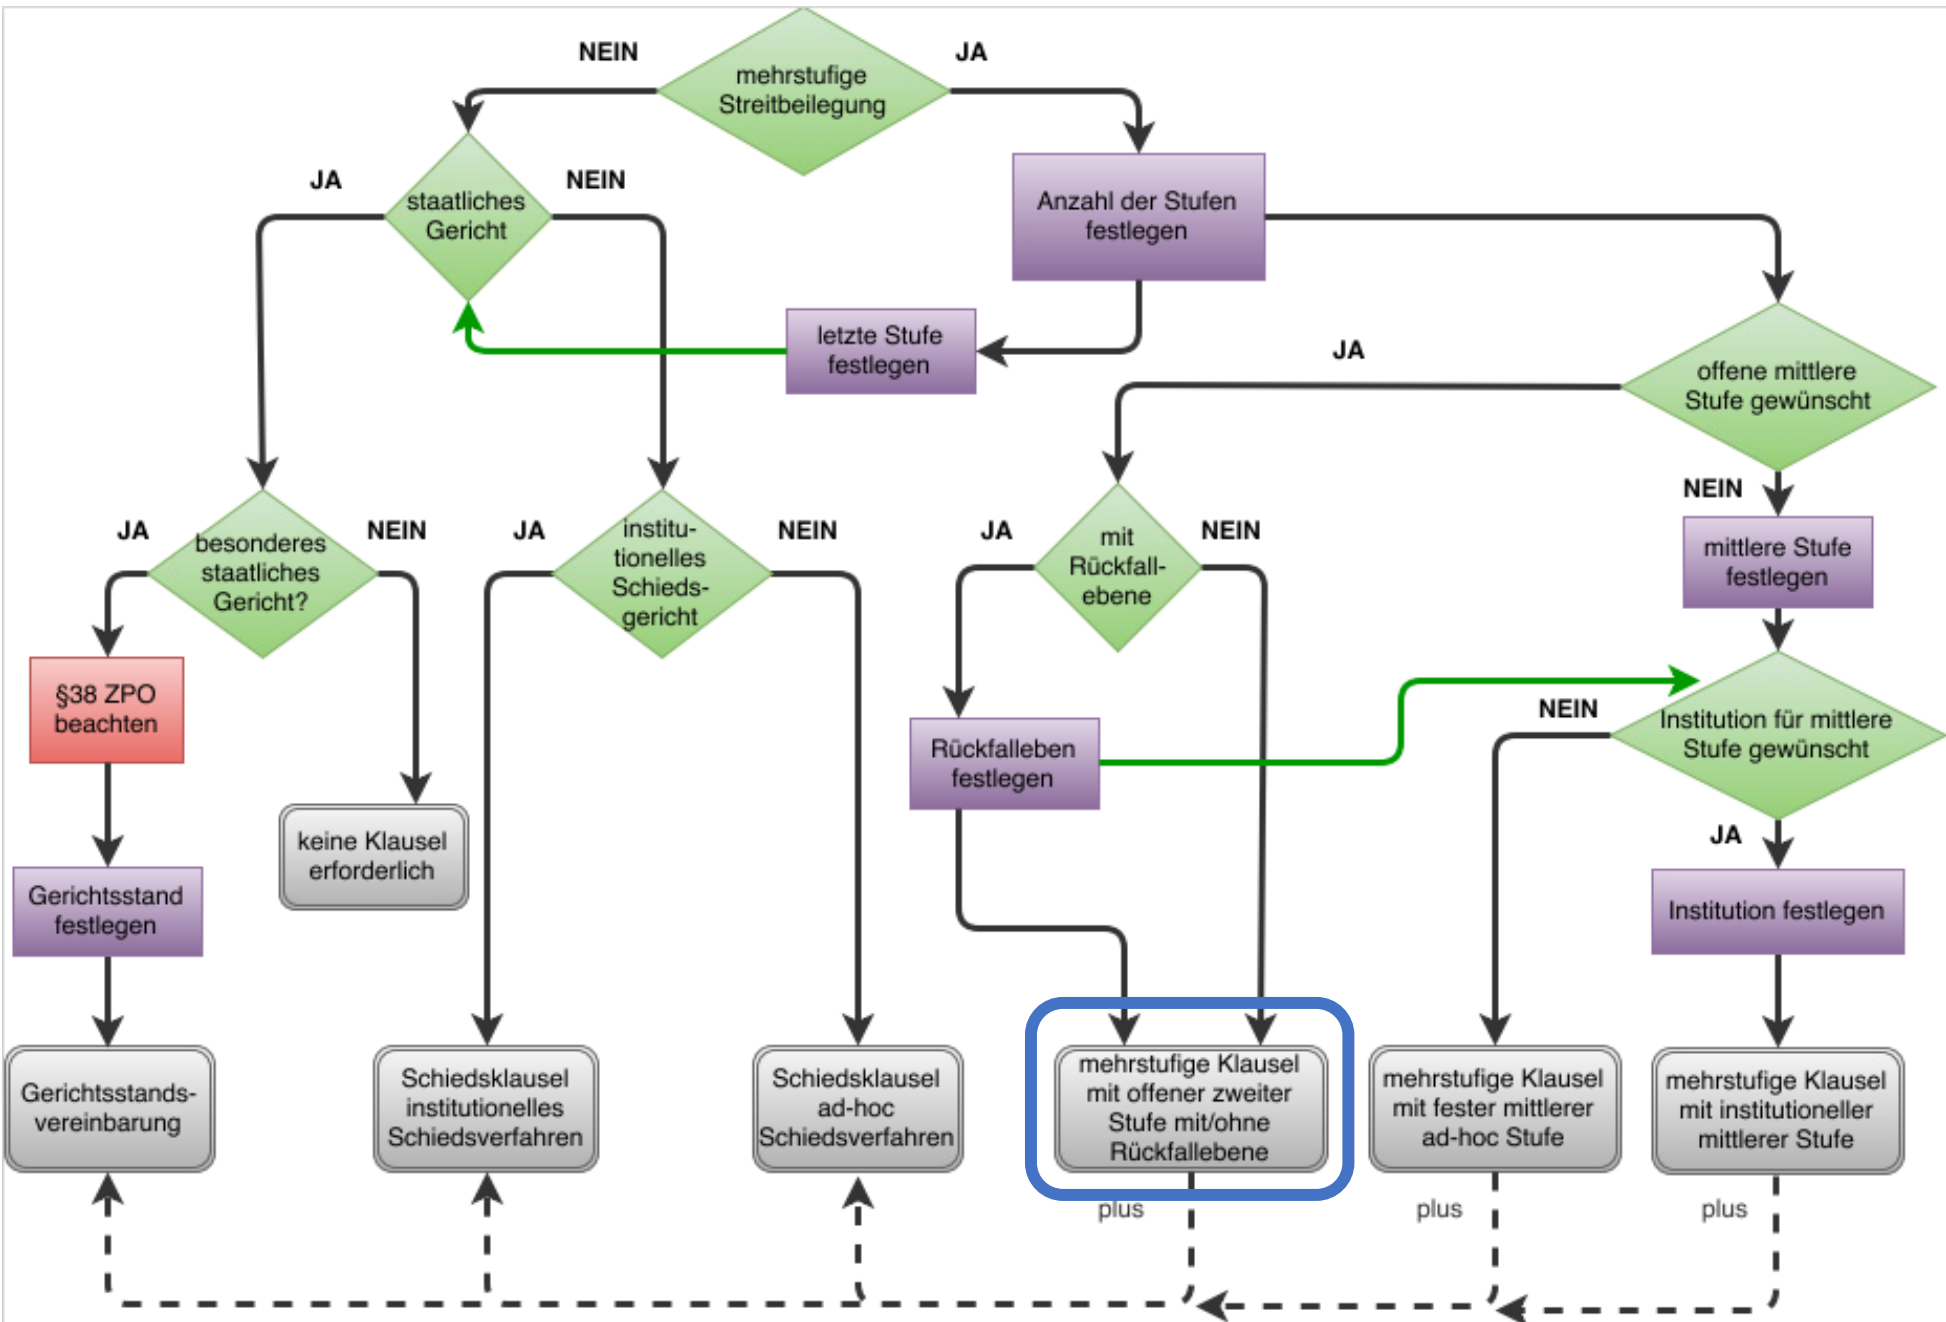 NEIN
JA
mehrstufige
Streitbeilegung
JA
NEIN
staatliches
Gericht
Anzahl der Stufen
festlegen
letzte Stufe
festlegen
JA
offene mittlere
Stufe gewünscht
NEIN
JA
besonderes
staatliches
Gericht?
NEIN
JA
institu-
tionelles
Schieds-
gericht
NEIN
JA
mit
Rückfall-
ebene
NEIN
mittlere Stufe
festlegen
§38 ZPO
beachten
Rückfalleben
festlegen
NEIN
Institution für mittlere
Stufe gewünscht
keine Klausel
erforderlich
JA
Gerichtsstand
festlegen
Institution festlegen
Gerichtsstands-
vereinbarung
Schiedsklausel
institutionelles
Schiedsverfahren
Schiedsklausel
ad-hoc
Schiedsverfahren
mehrstufige Klausel
mit offener zweiter
Stufe mit/ohne
Rückfallebene
mehrstufige Klausel
mit fester mittlerer
ad-hoc Stufe
mehrstufige Klausel
mit institutioneller
mittlerer Stufe
plus
plus
plus